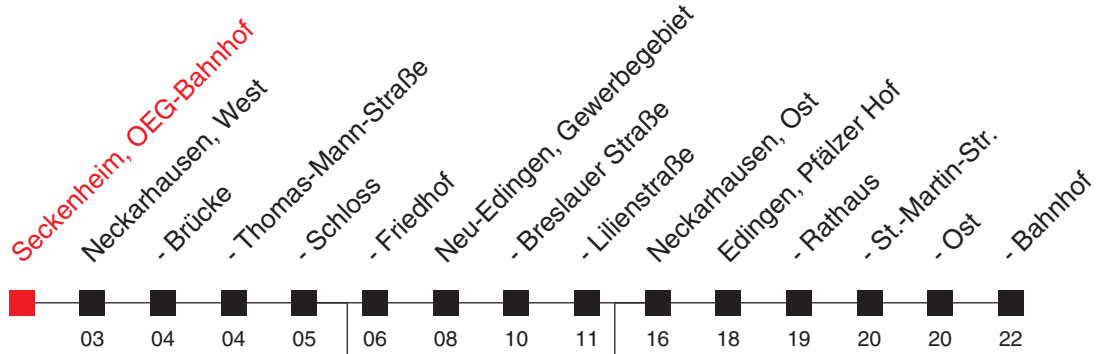 Seckenheim, OEG-Bahnhof
Neckarhausen, West
- Brücke
- Thomas-Mann-Straße
- Schloss
- Friedhof
Neu-Edingen, Gewerbegebiet
- Breslauer Straße
- Lilienstraße
Neckarhausen, Ost
Edingen, Pfälzer Hof
- Rathaus
- St.-Martin-Str.
- Ost
- Bahnhof
03 04 04 05 06 08 10 11 16 18 19 20 20 22